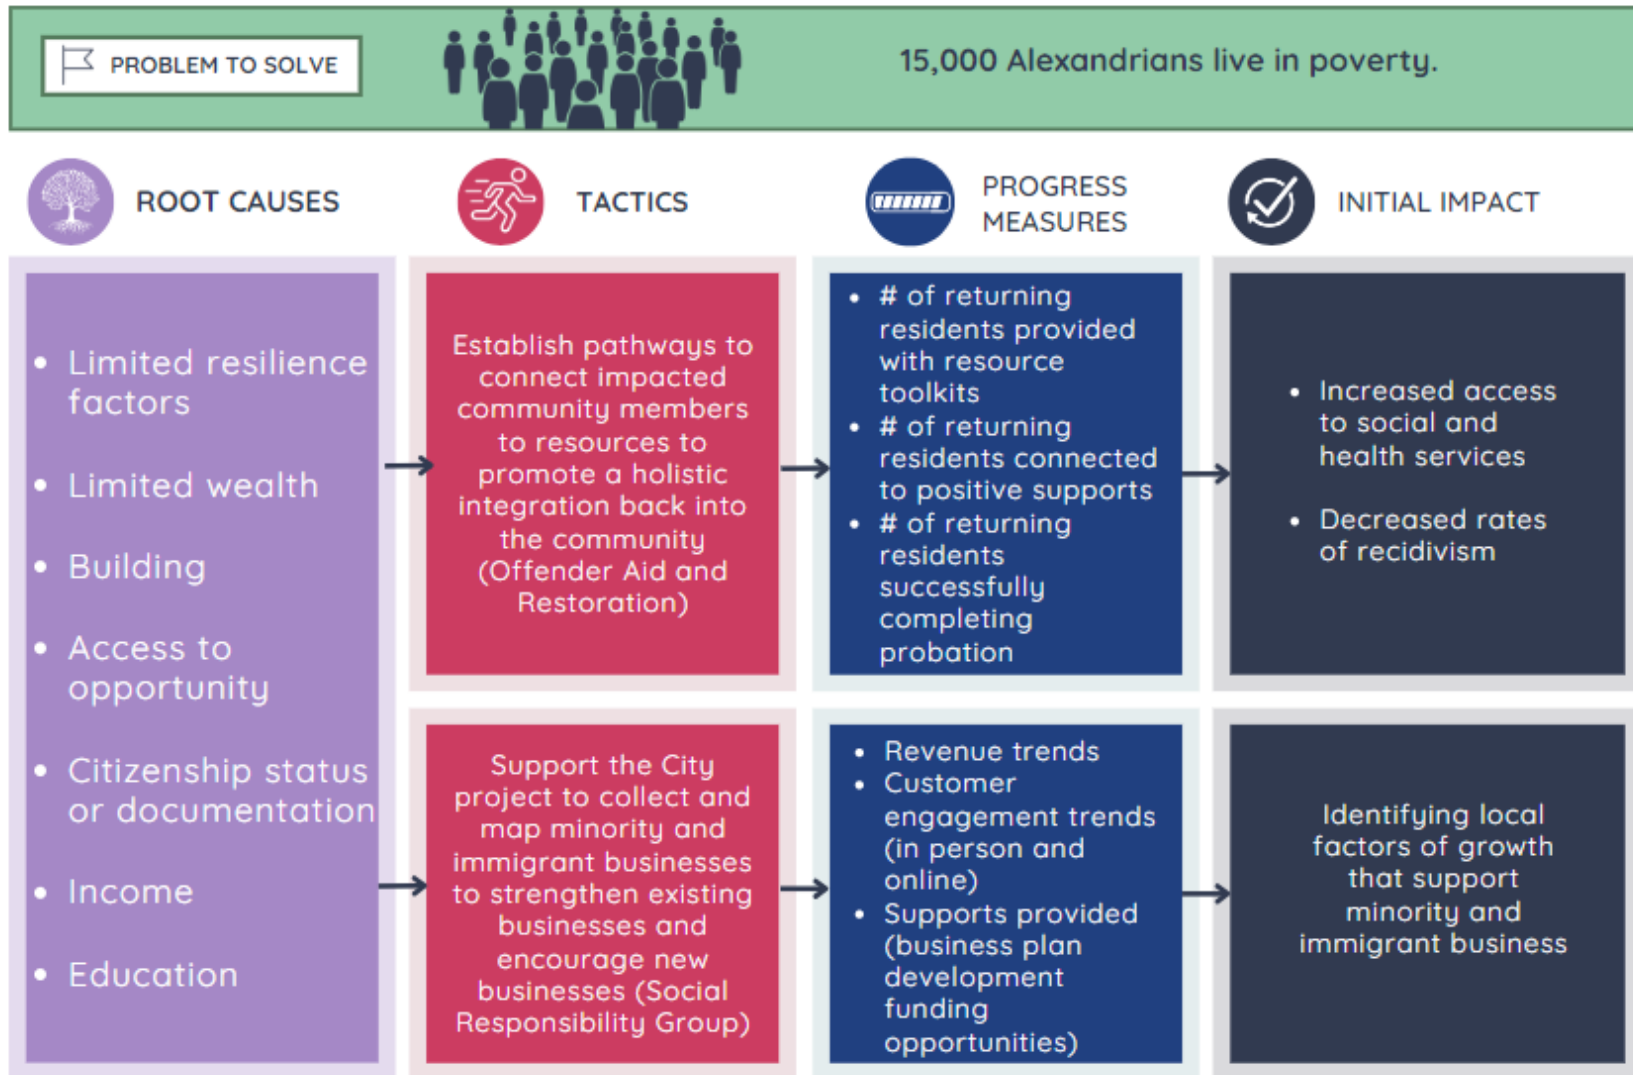 PROBLEM TO SOLVE
15,000 Alexandrians live in poverty.
ROOT CAUSES
TACTICS
PROGRESS
MEASURES
INITIAL IMPACT
• Limited resilience
factors
• Limited wealth
• Building
• Access to
opportunity
• Citizenship status
or documentation
• Income
• Education
Establish pathways to
connect impacted
community members
to resources to
promote a holistic
integration back into
the community
(Offender Aid and
Restoration)
• # of returning
residents provided
with resource
toolkits
• # of returning
residents connected
to positive supports
• # of returning
residents
successfully
completing
probation
• Increased access
to social and
health services
• Decreased rates
of recidivism
Support the City
project to collect and
map minority and
immigrant businesses
to strengthen existing
businesses and
encourage new
businesses (Social
Responsibility Group)
• Revenue trends
• Customer
engagement trends
(in person and
online)
• Supports provided
(business plan
development
funding
opportunities)
Identifying local
factors of growth
that support
minority and
immigrant business